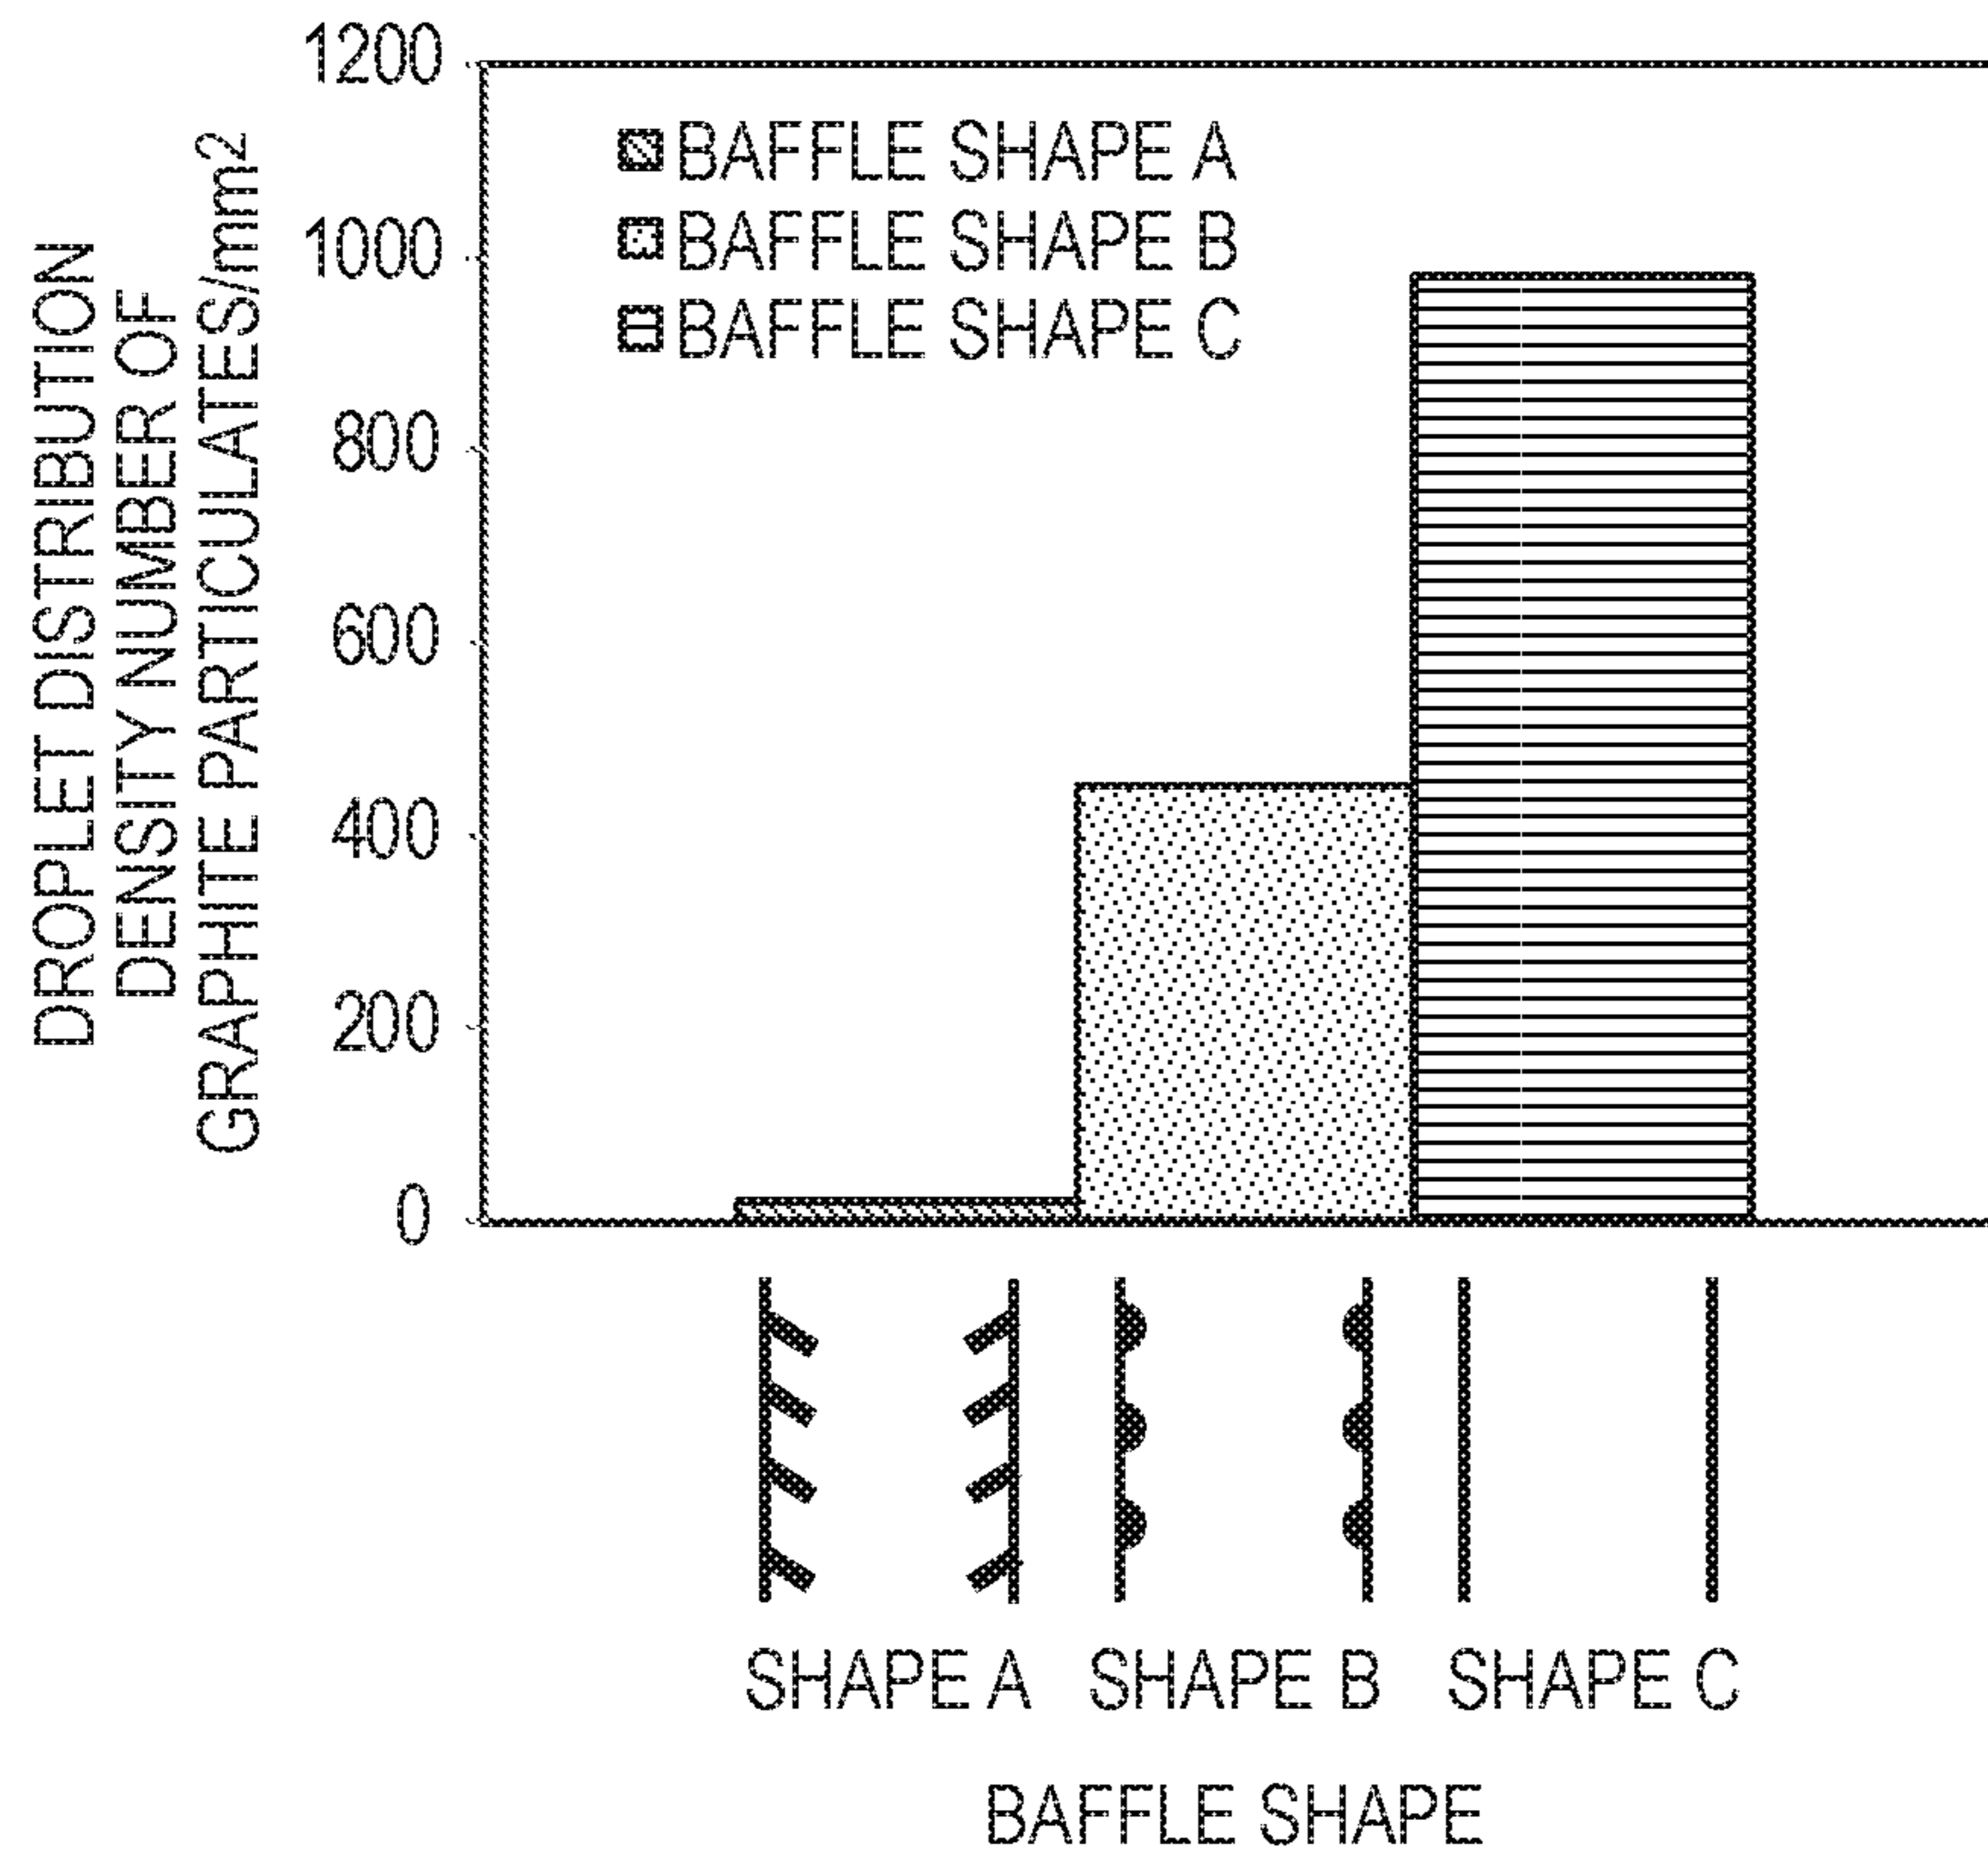 DROPLET DISTRIBUTION
DENSITY NUMBER OF
GRAPHITE PARTICULATES/mm2
1200
1000
800
600
400
200
0
BAFFLE SHAPE A
BAFFLE SHAPE B
BAFFLE SHAPE C
SHAPE A SHAPE B SHAPE C
BAFFLE SHAPE